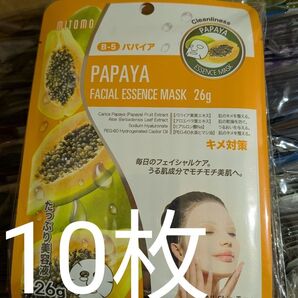 MITOMO
B-5 パパイア
Cleanliness
PAPAYA
ESSENCE MASK
PAPAYA
FACIAL ESSENCE MASK 26g
Carica Papaya (Papaya) Fruit Extract
Aloe Barbadensis Leaf Extract
Sodium Hyaluronate
PEG-60 Hydrogenated Castor Oil
キメ対策
毎日のフェイシャルケア。
うるおい成分でモチモチ美肌へ。
たっぷり美容液
26g
10枚